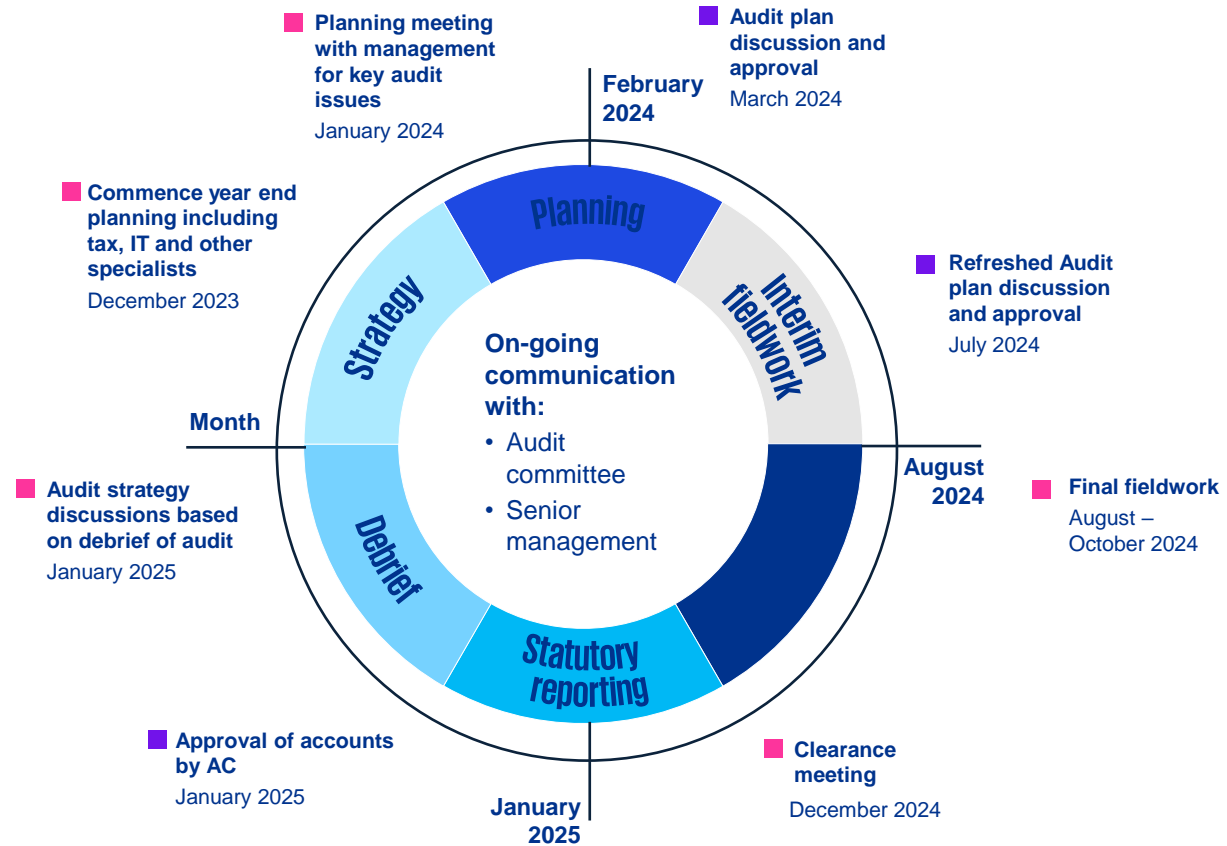 Planning meeting
with management
for key audit
issues
January 2024
February
2024
Audit plan
discussion and
approval
March 2024
Commence year end
planning including
tax, IT and other
specialists
December 2023
Planning
Strategy
Interim
fieldwork
Refreshed Audit
plan discussion
and approval
July 2024
On-going
communication
with:
• Audit
committee
• Senior
management
Month
August
2024
Audit strategy
discussions based
on debrief of audit
January 2025
Final fieldwork
August –
October 2024
Debrief
Statutory
reporting
Approval of accounts
by AC
January 2025
January
2025
Clearance
meeting
December 2024